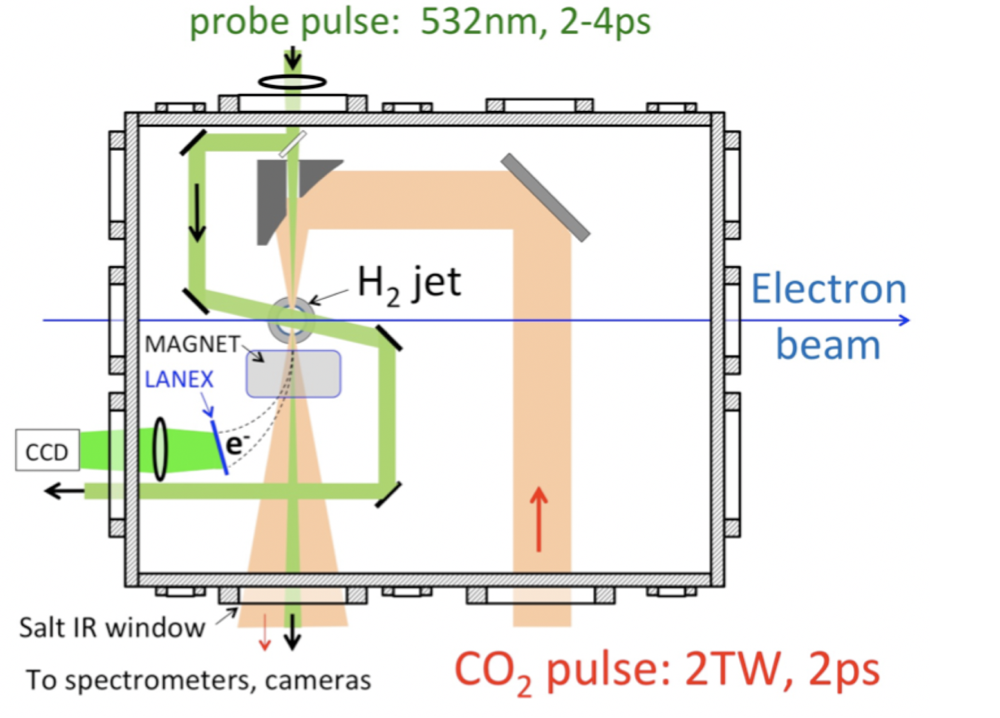 probe pulse: 532nm, 2-4ps
H2 jet
Electron
beam
MAGNET
LANEX
e-
CCD
Salt IR window
To spectrometers, cameras
CO2 pulse: 2TW, 2ps